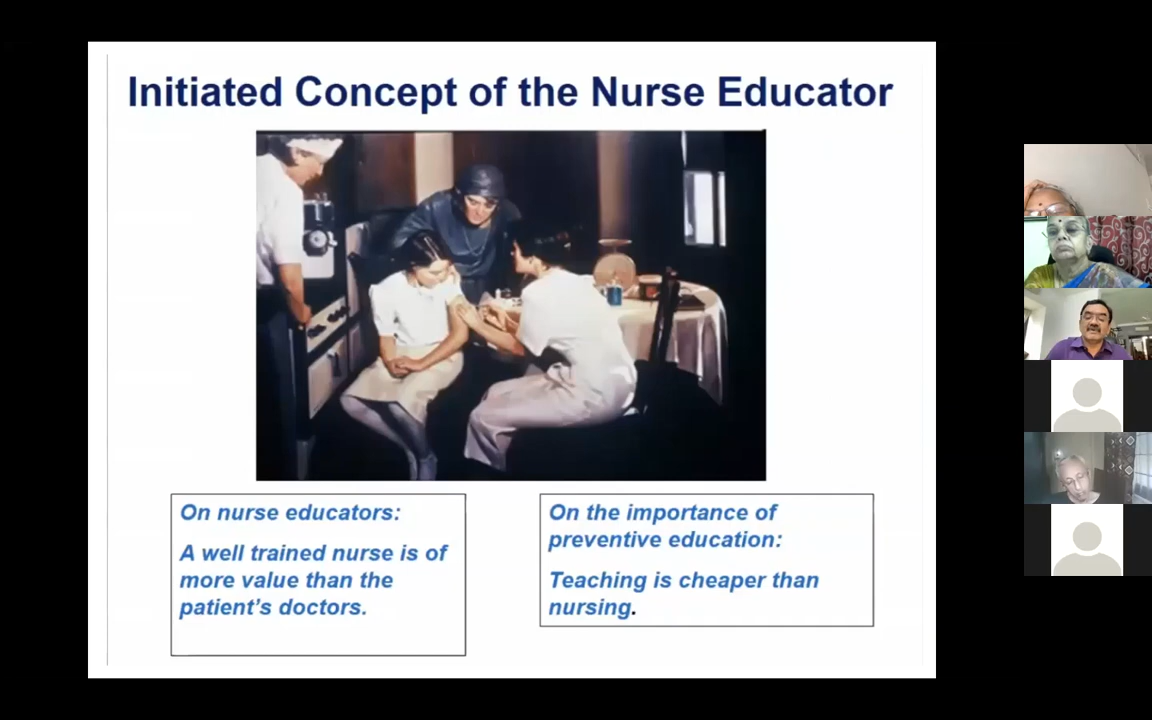 Initiated Concept of the Nurse Educator
On nurse educators:
A well trained nurse is of
more value than the
patient's doctors.
On the importance of
preventive education:
Teaching is cheaper than
nursing.